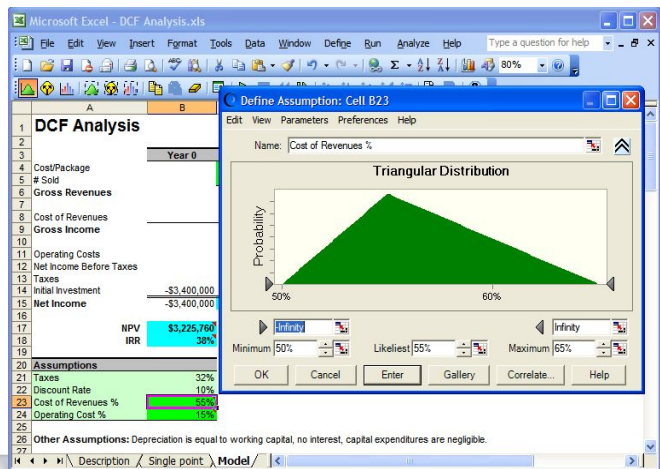 Microsoft Excel - DCF Analysis.xls
File Edit View Insert Format Tools Data Window Define Run Analyze Help Type a question for help
80%
A B
1 DCF Analysis
2
3 Year 0
4 Cost/Package
5 # Sold
6 Gross Revenues
7
8 Cost of Revenues
9 Gross Income
10
11 Operating Costs
12 Net Income Before Taxes
13 Taxes
14 Initial Investment -$3,400,000
15 Net Income -$3,400,000
16
17 NPV $3,225,760
18 IRR 38%
19
20 Assumptions
21 Taxes 32%
22 Discount Rate 10%
23 Cost of Revenues % 55%
24 Operating Cost % 15%
25
26 Other Assumptions: Depreciation is equal to working capital, no interest, capital expenditures are negligible.
27
Description Single point Model
Define Assumption: Cell B23
Edit View Parameters Preferences Help
Name: Cost of Revenues %
Triangular Distribution
Probability
50% 60%
-Infinity Infinity
Minimum 50% Likeliest 55% Maximum 65%
OK Cancel Enter Gallery Correlate... Help